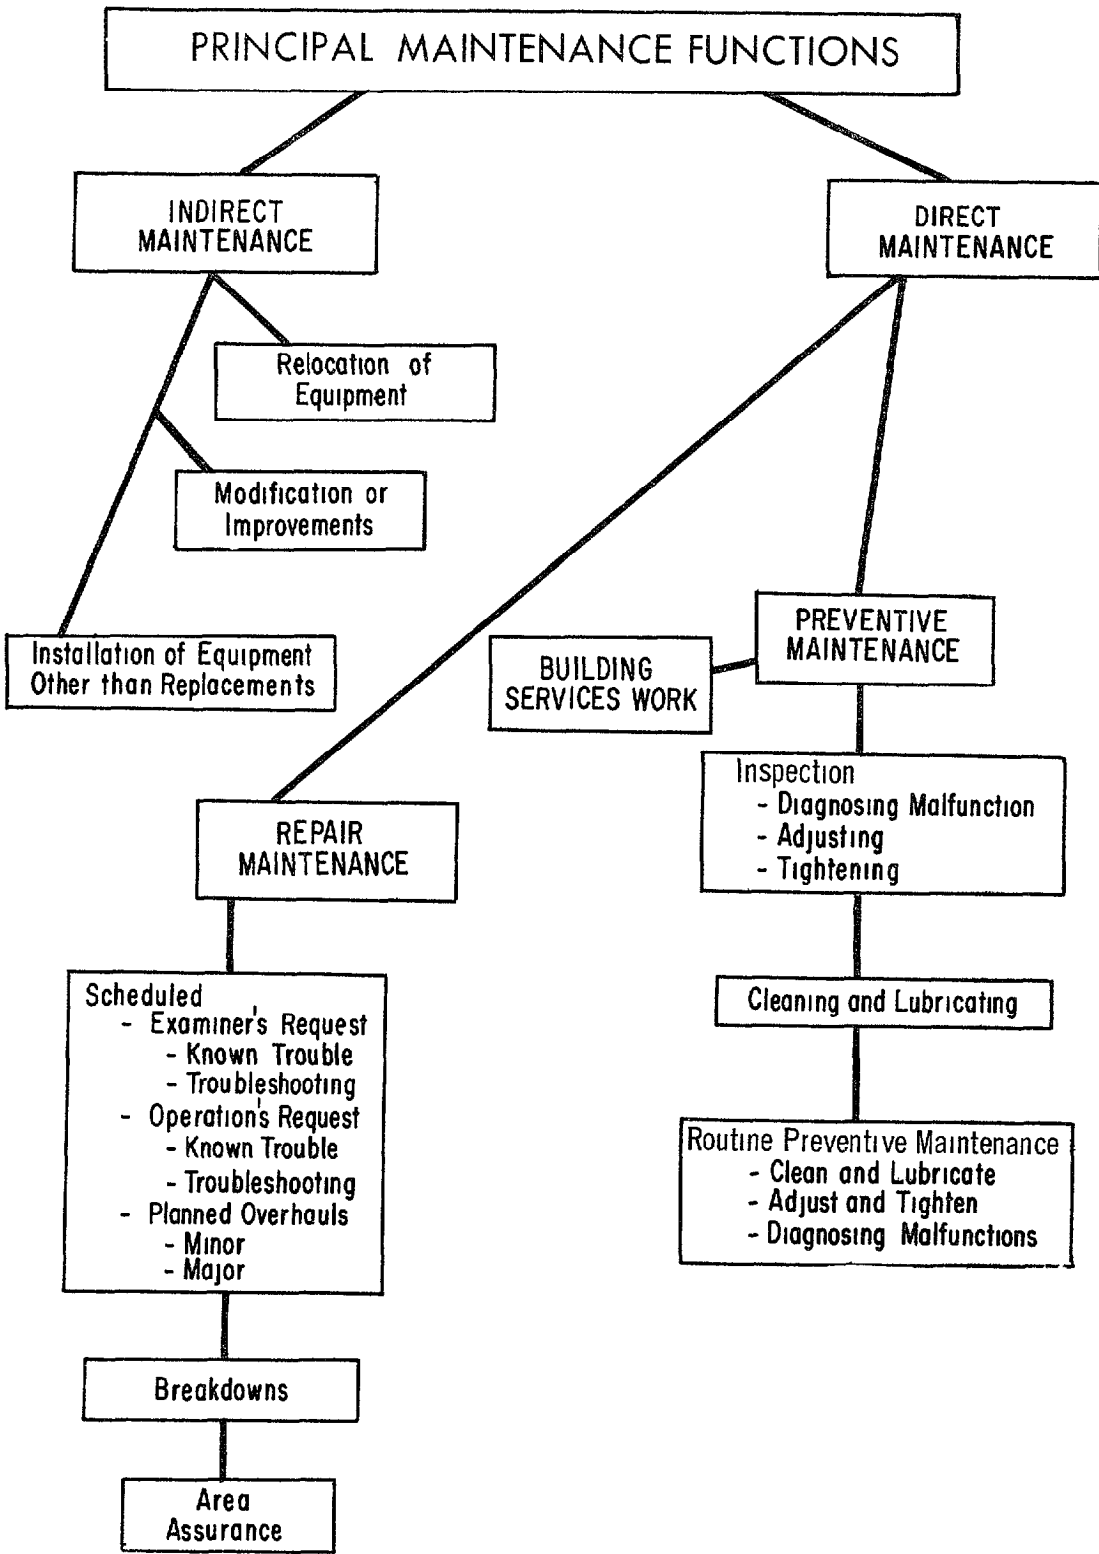 PRINCIPAL MAINTENANCE FUNCTIONS
INDIRECT
MAINTENANCE
DIRECT
MAINTENANCE
Relocation of
Equipment
Modification or
Improvements
Installation of Equipment
Other than Replacements
PREVENTIVE
MAINTENANCE
BUILDING
SERVICES WORK
Inspection
- Diagnosing Malfunction
- Adjusting
- Tightening
REPAIR
MAINTENANCE
Cleaning and Lubricating
Scheduled
- Examiner's Request
- Known Trouble
- Troubleshooting
- Operation's Request
- Known Trouble
- Troubleshooting
- Planned Overhauls
- Minor
- Major
Routine Preventive Maintenance
- Clean and Lubricate
- Adjust and Tighten
- Diagnosing Malfunctions
Breakdowns
Area
Assurance